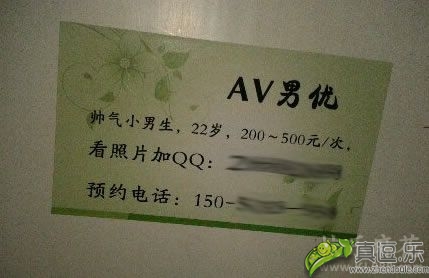 AV男优
帅气小男生，22岁，200～500元/次，
看照片加QQ：
预约电话：150-
真逗乐